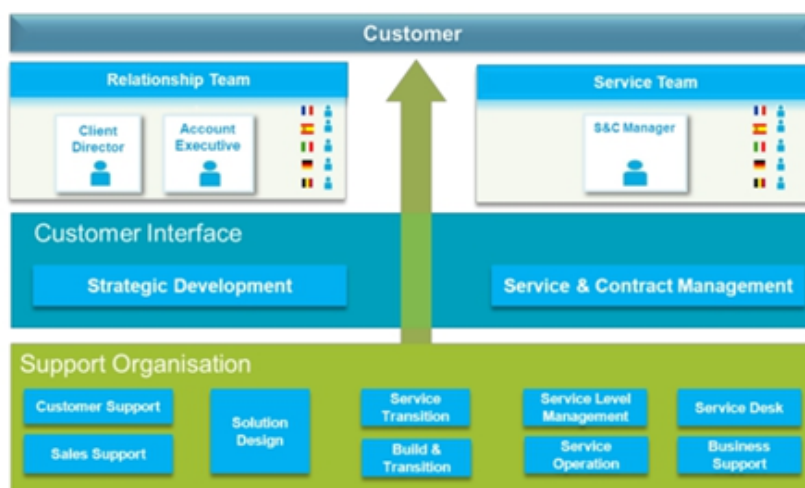 Customer
Relationship Team
Client
Director
Account
Executive
Service Team
S&C Manager
Customer Interface
Strategic Development
Service & Contract Management
Support Organisation
Customer Support
Sales Support
Solution
Design
Service
Transition
Build &
Transition
Service Level
Management
Service
Operation
Service Desk
Business
Support